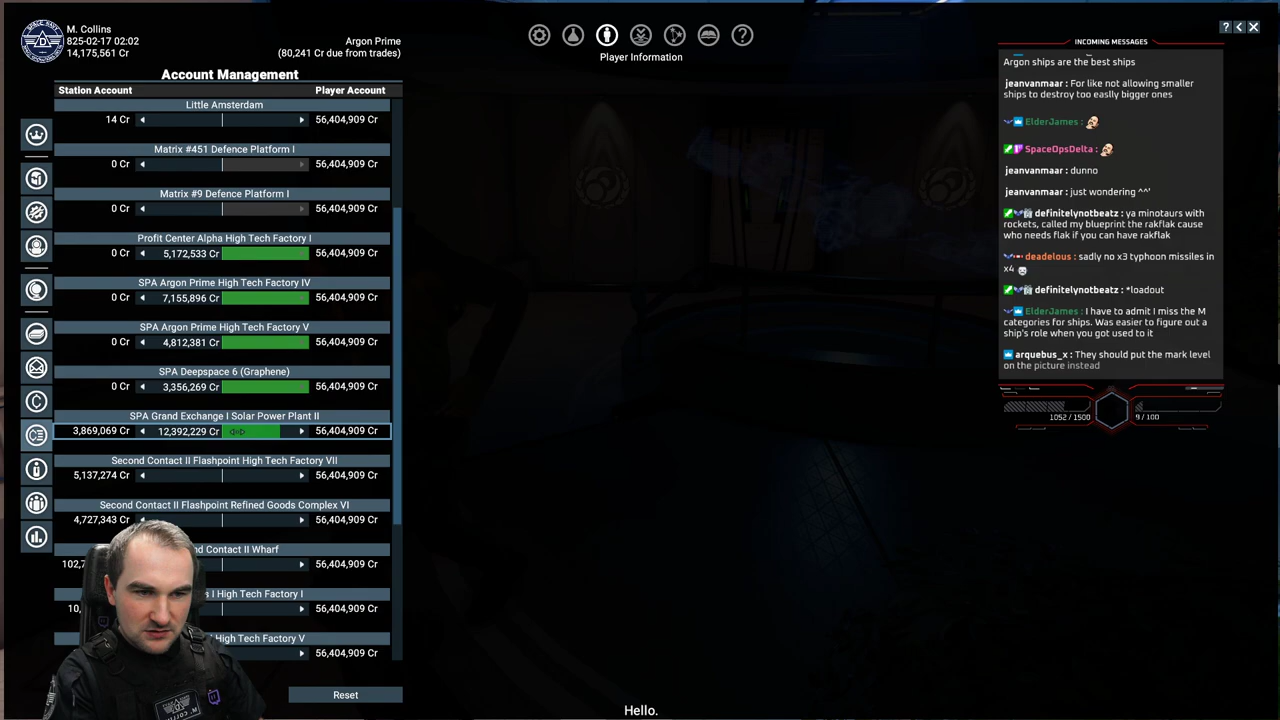 M. Collins
825-02-17 02:02
14,175,561 Cr
Argon Prime
(80,241 Cr due from trades)
Player Information
? < X
Account Management
Station Account Player Account
Little Amsterdam
14 Cr 56,404,909 Cr
Matrix #451 Defence Platform I
0 Cr 56,404,909 Cr
Matrix #9 Defence Platform I
0 Cr 56,404,909 Cr
Profit Center Alpha High Tech Factory I
0 Cr 5,172,533 Cr 56,404,909 Cr
SPA Argon Prime High Tech Factory IV
0 Cr 7,155,896 Cr 56,404,909 Cr
SPA Argon Prime High Tech Factory V
0 Cr 4,812,381 Cr 56,404,909 Cr
SPA Deepspace 6 (Graphene)
0 Cr 3,356,269 Cr 56,404,909 Cr
SPA Grand Exchange I Solar Power Plant II
3,869,069 Cr 12,392,229 Cr 56,404,909 Cr
Second Contact II Flashpoint High Tech Factory VII
5,137,274 Cr 56,404,909 Cr
Second Contact II Flashpoint Refined Goods Complex VI
4,727,343 Cr 56,404,909 Cr
Contact II Wharf
56,404,909 Cr
I High Tech Factory I
56,404,909 Cr
High Tech Factory V
56,404,909 Cr
Reset
INCOMING MESSAGES
Argon ships are the best ships
jeanvanmaar : For like not allowing smaller
ships to destroy too easlly bigger ones
ElderJames :
SpaceOpsDelta :
jeanvanmaar : dunno
jeanvanmaar : just wondering ^^'
definitelynotbeatz : ya minotaurs with
rockets, called my blueprint the rakflak cause
who needs flak if you can have rakflak
deadelous : sadly no x3 typhoon missiles in
x4
definitelynotbeatz : *loadout
ElderJames : I have to admit I miss the M
categories for ships. Was easier to figure out a
ship's role when you got used to it
arquebus_x : They should put the mark level
on the picture instead
1052 / 1500
9 / 100
Hello.